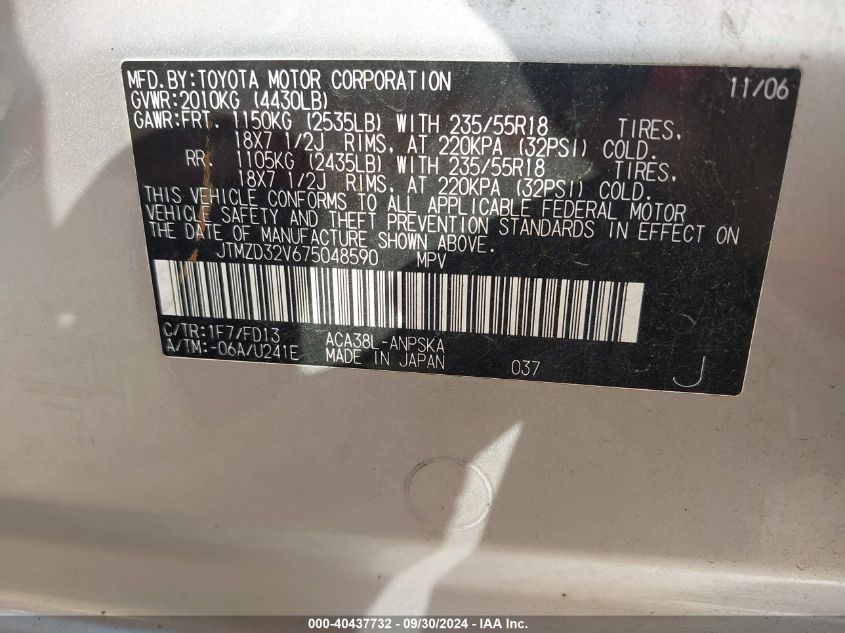 MFD.BY:TOYOTA MOTOR CORPORATION 11/06
GVWR:2010KG (4430LB)
GAWR:FRT. 1150KG (2535LB) WITH 235/55R18 TIRES,
18X7 1/2J RIMS, AT 220KPA (32PSI) COLD.
RR. 1105KG (2435LB) WITH 235/55R18 TIRES,
18X7 1/2J RIMS, AT 220KPA (32PSI) COLD.
THIS VEHICLE CONFORMS TO ALL APPLICABLE FEDERAL MOTOR
VEHICLE SAFETY AND THEFT PREVENTION STANDARDS IN EFFECT ON
THE DATE OF MANUFACTURE SHOWN ABOVE.
JTMZD32V675048590 MPV
C/TR:1F7/FD13 ACA38L-ANPSKA
A/TM:-06A/U241E MADE IN JAPAN 037 J
000-40437732 - 09/30/2024 - IAA Inc.